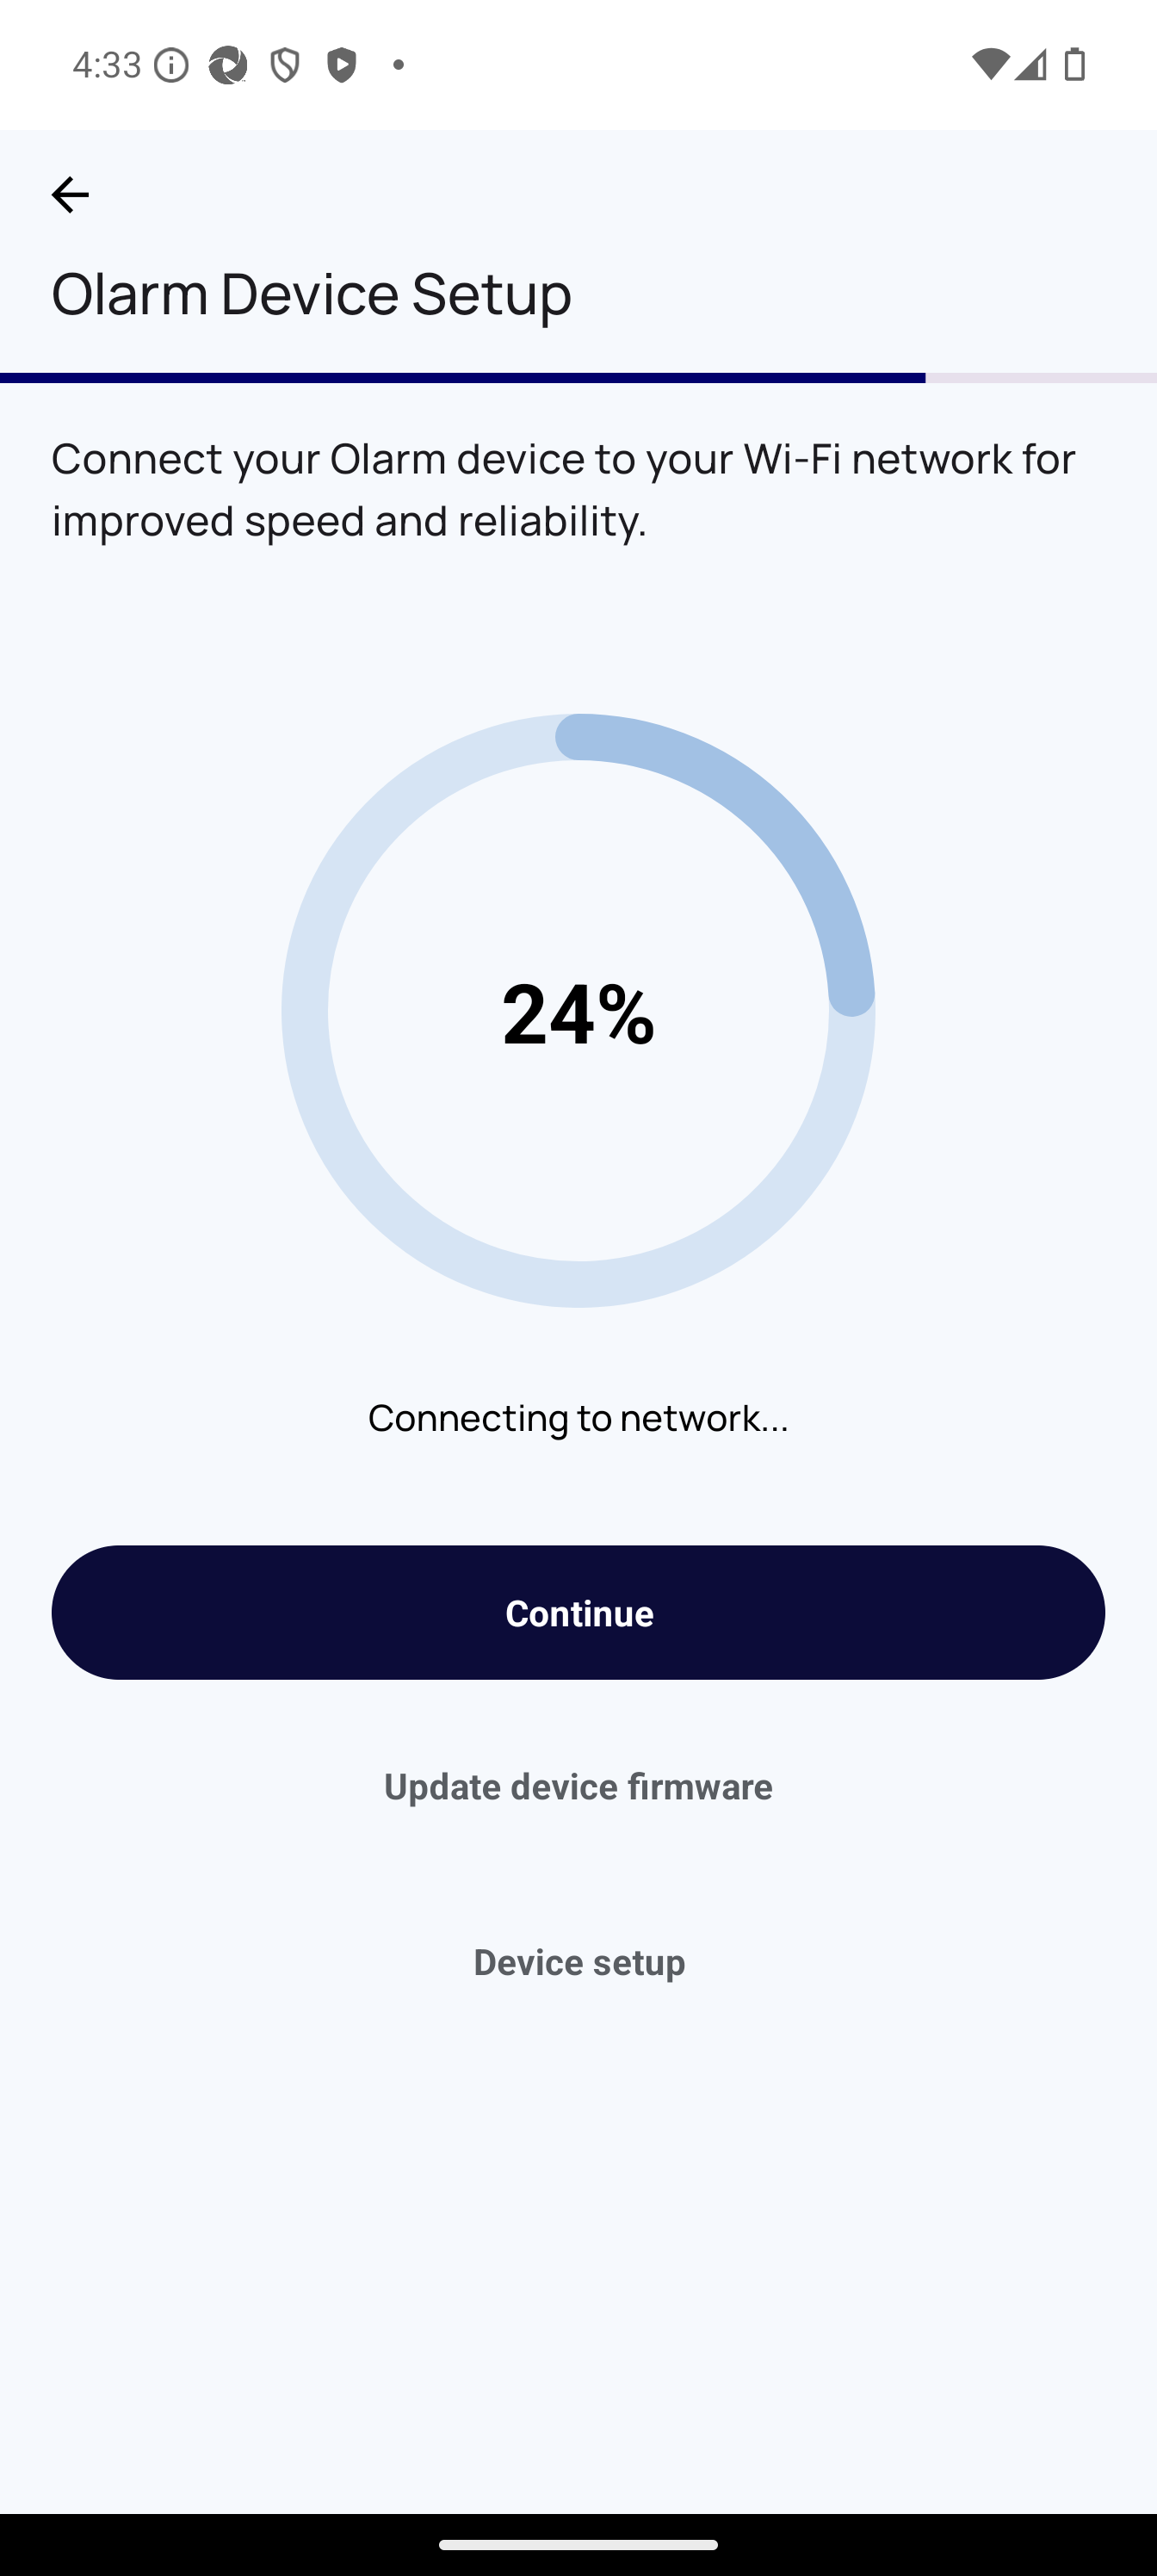 4:33
Olarm Device Setup
Connect your Olarm device to your Wi-Fi network for
improved speed and reliability.
24%
Connecting to network...
Continue
Update device firmware
Device setup